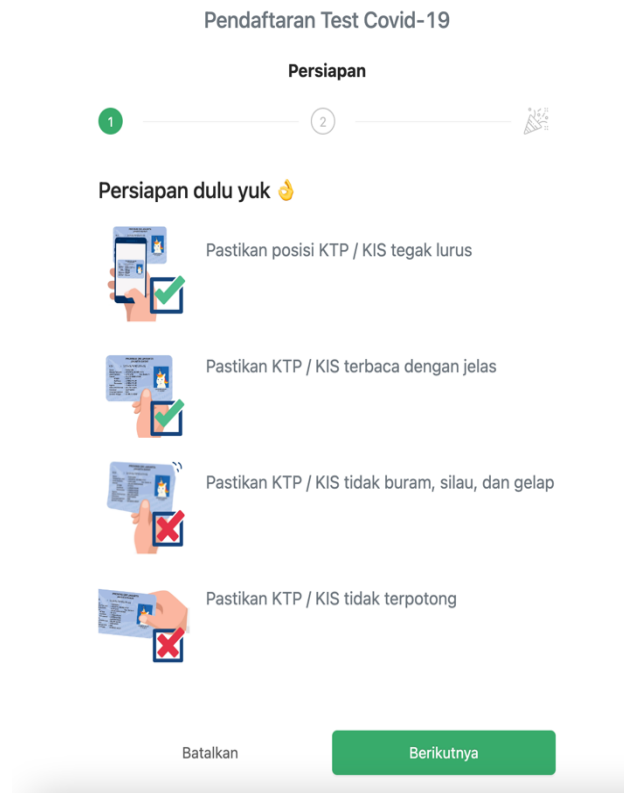 Pendaftaran Test Covid-19
Persiapan
1
2
Persiapan dulu yuk 👌
Pastikan posisi KTP / KIS tegak lurus
Pastikan KTP / KIS terbaca dengan jelas
Pastikan KTP / KIS tidak buram, silau, dan gelap
Pastikan KTP / KIS tidak terpotong
Batalkan
Berikutnya